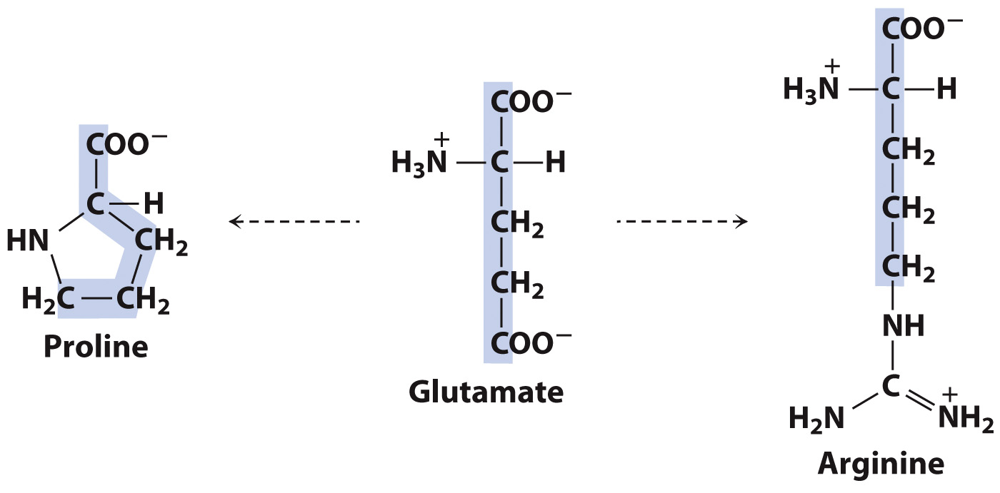 COO⁻
C—H
HN
CH₂
H₂C—CH₂
Proline
COO⁻
H₃N⁺—C—H
CH₂
CH₂
COO⁻
Glutamate
COO⁻
H₃N⁺—C—H
CH₂
CH₂
CH₂
NH
C
H₂N
N⁺H₂
Arginine